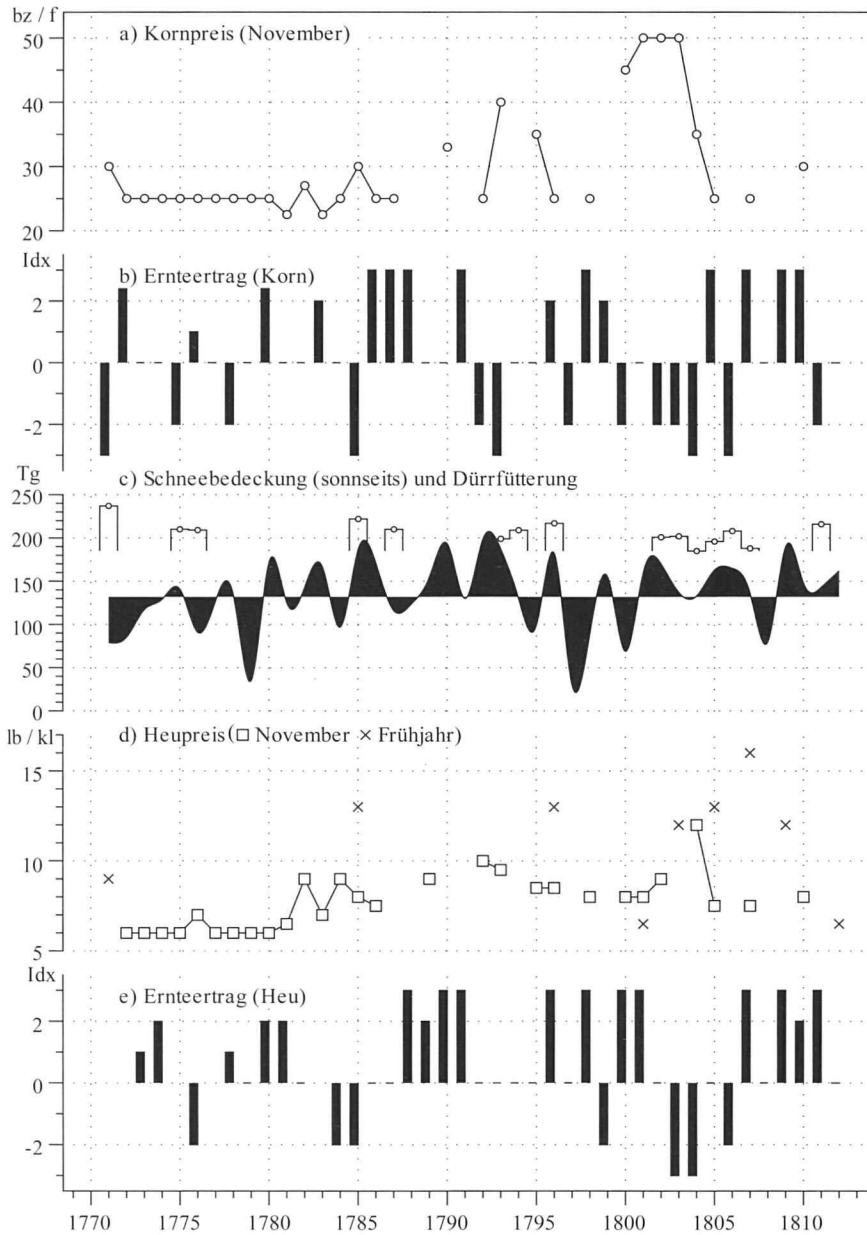 bz / f
a) Kornpreis (November)
50
40
30
20
Idx
b) Ernteertrag (Korn)
2
0
-2
Tg
c) Schneebedeckung (sonnseits) und Dürrfütterung
250
200
150
100
50
0
lb / kl
d) Heupreis (□ November × Frühjahr)
15
10
5
Idx
e) Ernteertrag (Heu)
2
0
-2
1770 1775 1780 1785 1790 1795 1800 1805 1810